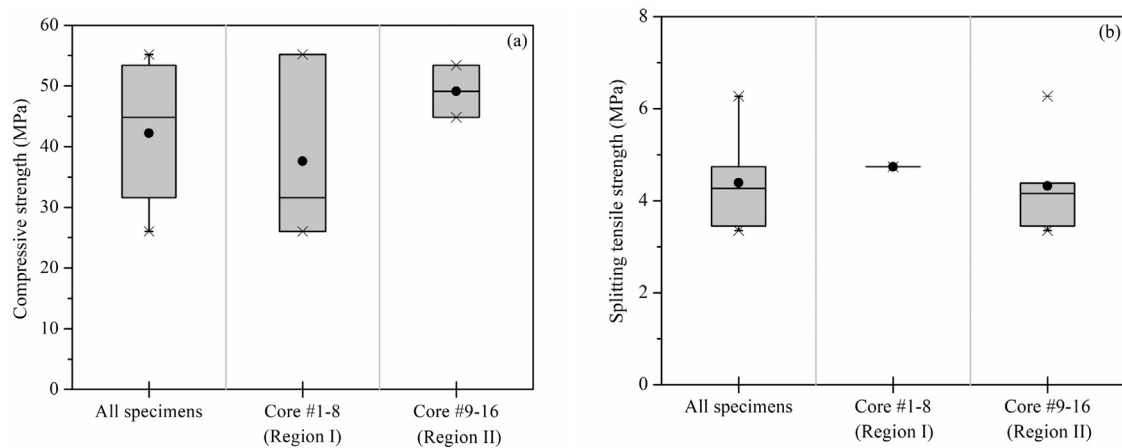 (a)
Compressive strength (MPa)
60
50
40
30
20
10
0
All specimens
Core #1-8
(Region I)
Core #9-16
(Region II)
(b)
Splitting tensile strength (MPa)
8
6
4
2
0
All specimens
Core #1-8
(Region I)
Core #9-16
(Region II)